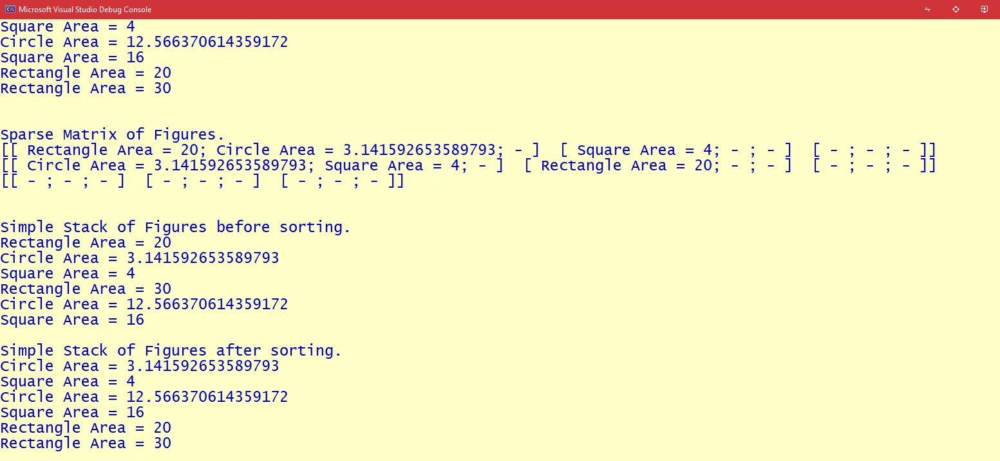 Microsoft Visual Studio Debug Console
Square Area = 4
Circle Area = 12.566370614359172
Square Area = 16
Rectangle Area = 20
Rectangle Area = 30
Sparse Matrix of Figures.
[[ Rectangle Area = 20; Circle Area = 3.141592653589793; - ]  [ Square Area = 4; - ; - ]  [ - ; - ; - ]]
[[ Circle Area = 3.141592653589793; Square Area = 4; - ]  [ Rectangle Area = 20; - ; - ]  [ - ; - ; - ]]
[[ - ; - ; - ]  [ - ; - ; - ]  [ - ; - ; - ]]
Simple Stack of Figures before sorting.
Rectangle Area = 20
Circle Area = 3.141592653589793
Square Area = 4
Rectangle Area = 30
Circle Area = 12.566370614359172
Square Area = 16
Simple Stack of Figures after sorting.
Circle Area = 3.141592653589793
Square Area = 4
Circle Area = 12.566370614359172
Square Area = 16
Rectangle Area = 20
Rectangle Area = 30